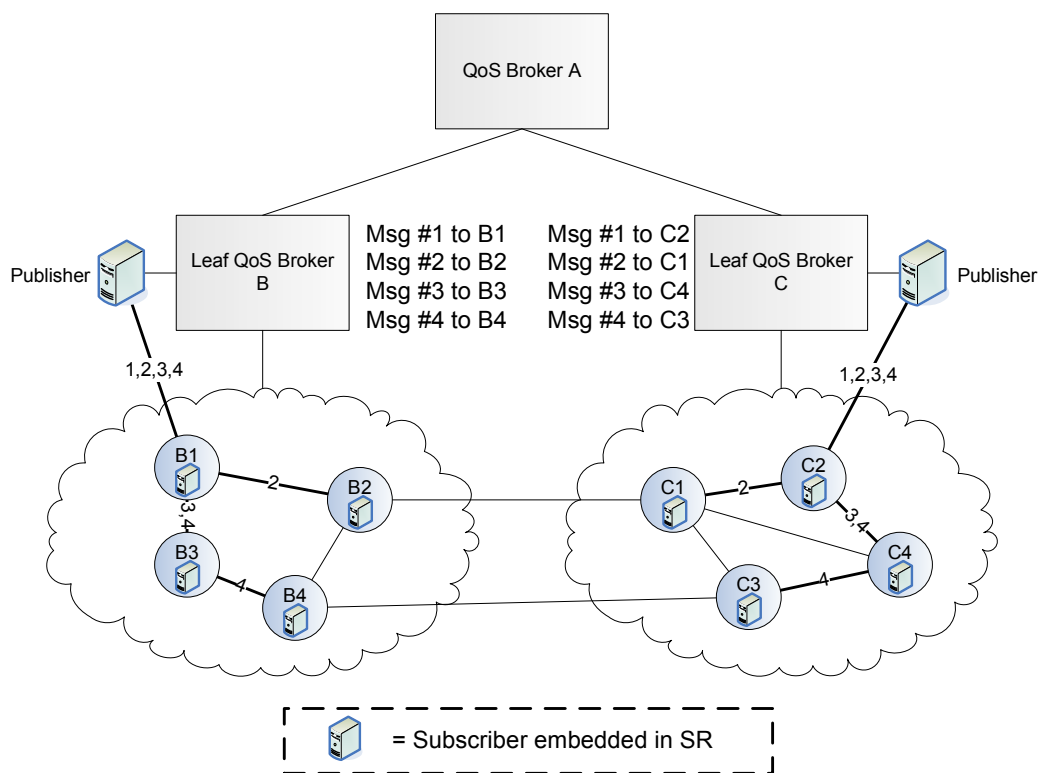 QoS Broker A
Leaf QoS Broker
B
Msg #1 to B1
Msg #2 to B2
Msg #3 to B3
Msg #4 to B4
Msg #1 to C2
Msg #2 to C1
Msg #3 to C4
Msg #4 to C3
Leaf QoS Broker
C
Publisher
Publisher
1,2,3,4
1,2,3,4
B1
2
B2
3,4
B3
4
B4
C1
2
C2
3,4
C4
C3
4
= Subscriber embedded in SR